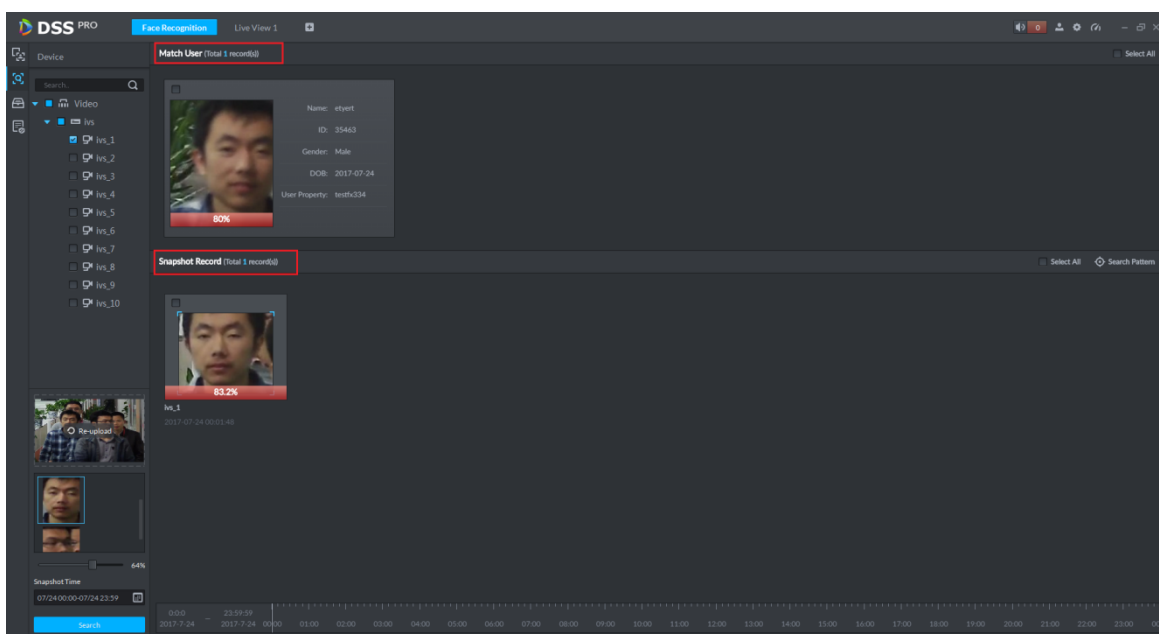 DSS PRO
Face Recognition
Live View 1
0
Device
Search..
Video
ivs
ivs_1
ivs_2
ivs_3
ivs_4
ivs_5
ivs_6
ivs_7
ivs_8
ivs_9
ivs_10
Re-upload
64%
Snapshot Time
07/24 00:00-07/24 23:59
Search
Match User (Total 1 record(s))
Select All
80%
Name: etyert
ID: 35463
Gender: Male
DOB: 2017-07-24
User Property: testfx334
Snapshot Record (Total 1 record(s))
Select All
Search Pattern
83.2%
ivs_1
2017-07-24 00:01:48
0:0:0 23:59:59
2017-7-24 - 2017-7-24 00:00 01:00 02:00 03:00 04:00 05:00 06:00 07:00 08:00 09:00 10:00 11:00 12:00 13:00 14:00 15:00 16:00 17:00 18:00 19:00 20:00 21:00 22:00 23:00 00